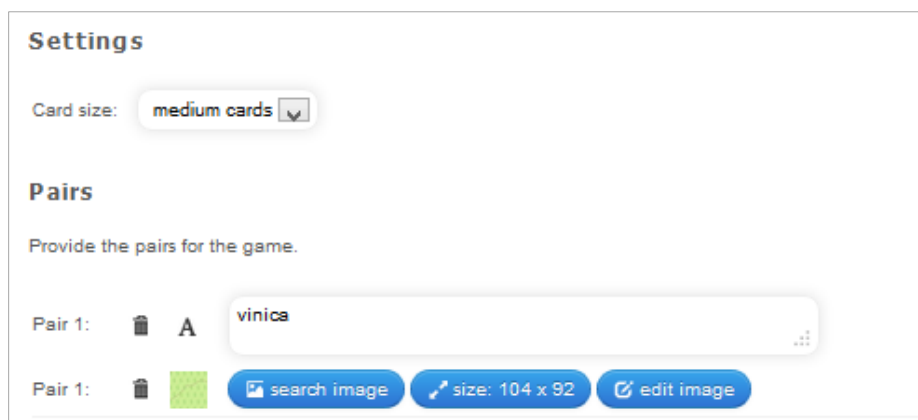 Settings
Card size: medium cards
Pairs
Provide the pairs for the game.
Pair 1: A vinica
Pair 1: search image size: 104 x 92 edit image